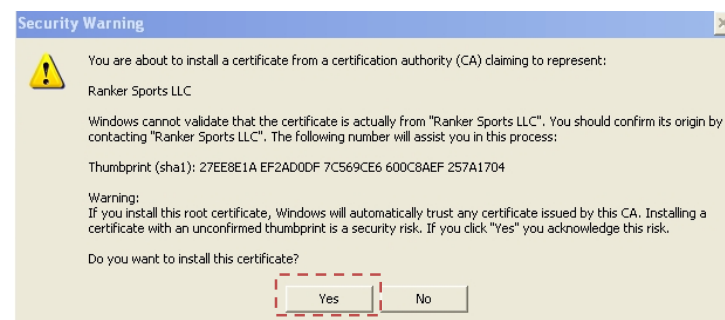 Security Warning
You are about to install a certificate from a certification authority (CA) claiming to represent:
Ranker Sports LLC
Windows cannot validate that the certificate is actually from "Ranker Sports LLC". You should confirm its origin by
contacting "Ranker Sports LLC". The following number will assist you in this process:
Thumbprint (sha1): 27EE8E1A EF2AD0DF 7C569CE6 600C8AEF 257A1704
Warning:
If you install this root certificate, Windows will automatically trust any certificate issued by this CA. Installing a
certificate with an unconfirmed thumbprint is a security risk. If you click "Yes" you acknowledge this risk.
Do you want to install this certificate?
Yes No